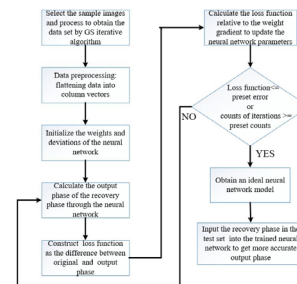 Select the sample images
and process to obtain the
data set by GS iterative
algorithm
Data preprocessing:
flattening data into
column vectors
Initialize the weights and
deviations of the neural
network
Calculate the output
phase of the recovery
phase through the neural
network
Construct loss function
as the difference between
original and output
phase
Calculate the loss function
relative to the weight
gradient to update the
neural network parameters
Loss function<=
preset error
or
counts of iterations >=
preset counts
NO
YES
Obtain an ideal neural
network model
Input the recovery phase in the
test set into the trained neural
network to get more accurate
output phase